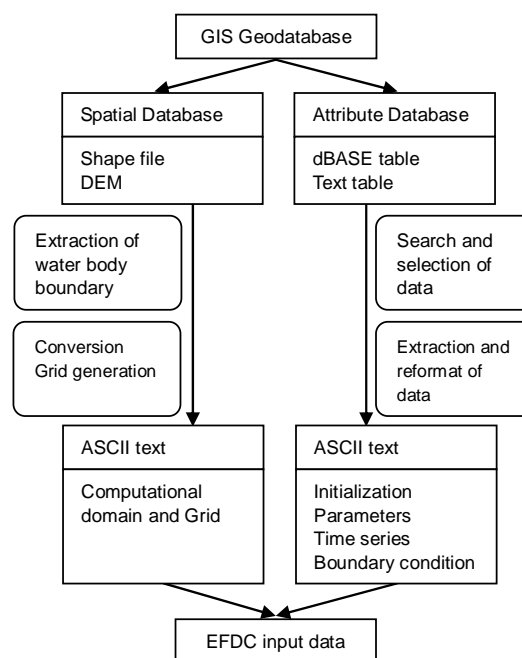 GIS Geodatabase
Spatial Database
Shape file
DEM
Attribute Database
dBASE table
Text table
Extraction of
water body
boundary
Search and
selection of
data
Conversion
Grid generation
Extraction and
reformat of
data
ASCII text
Computational
domain and Grid
ASCII text
Initialization
Parameters
Time series
Boundary condition
EFDC input data